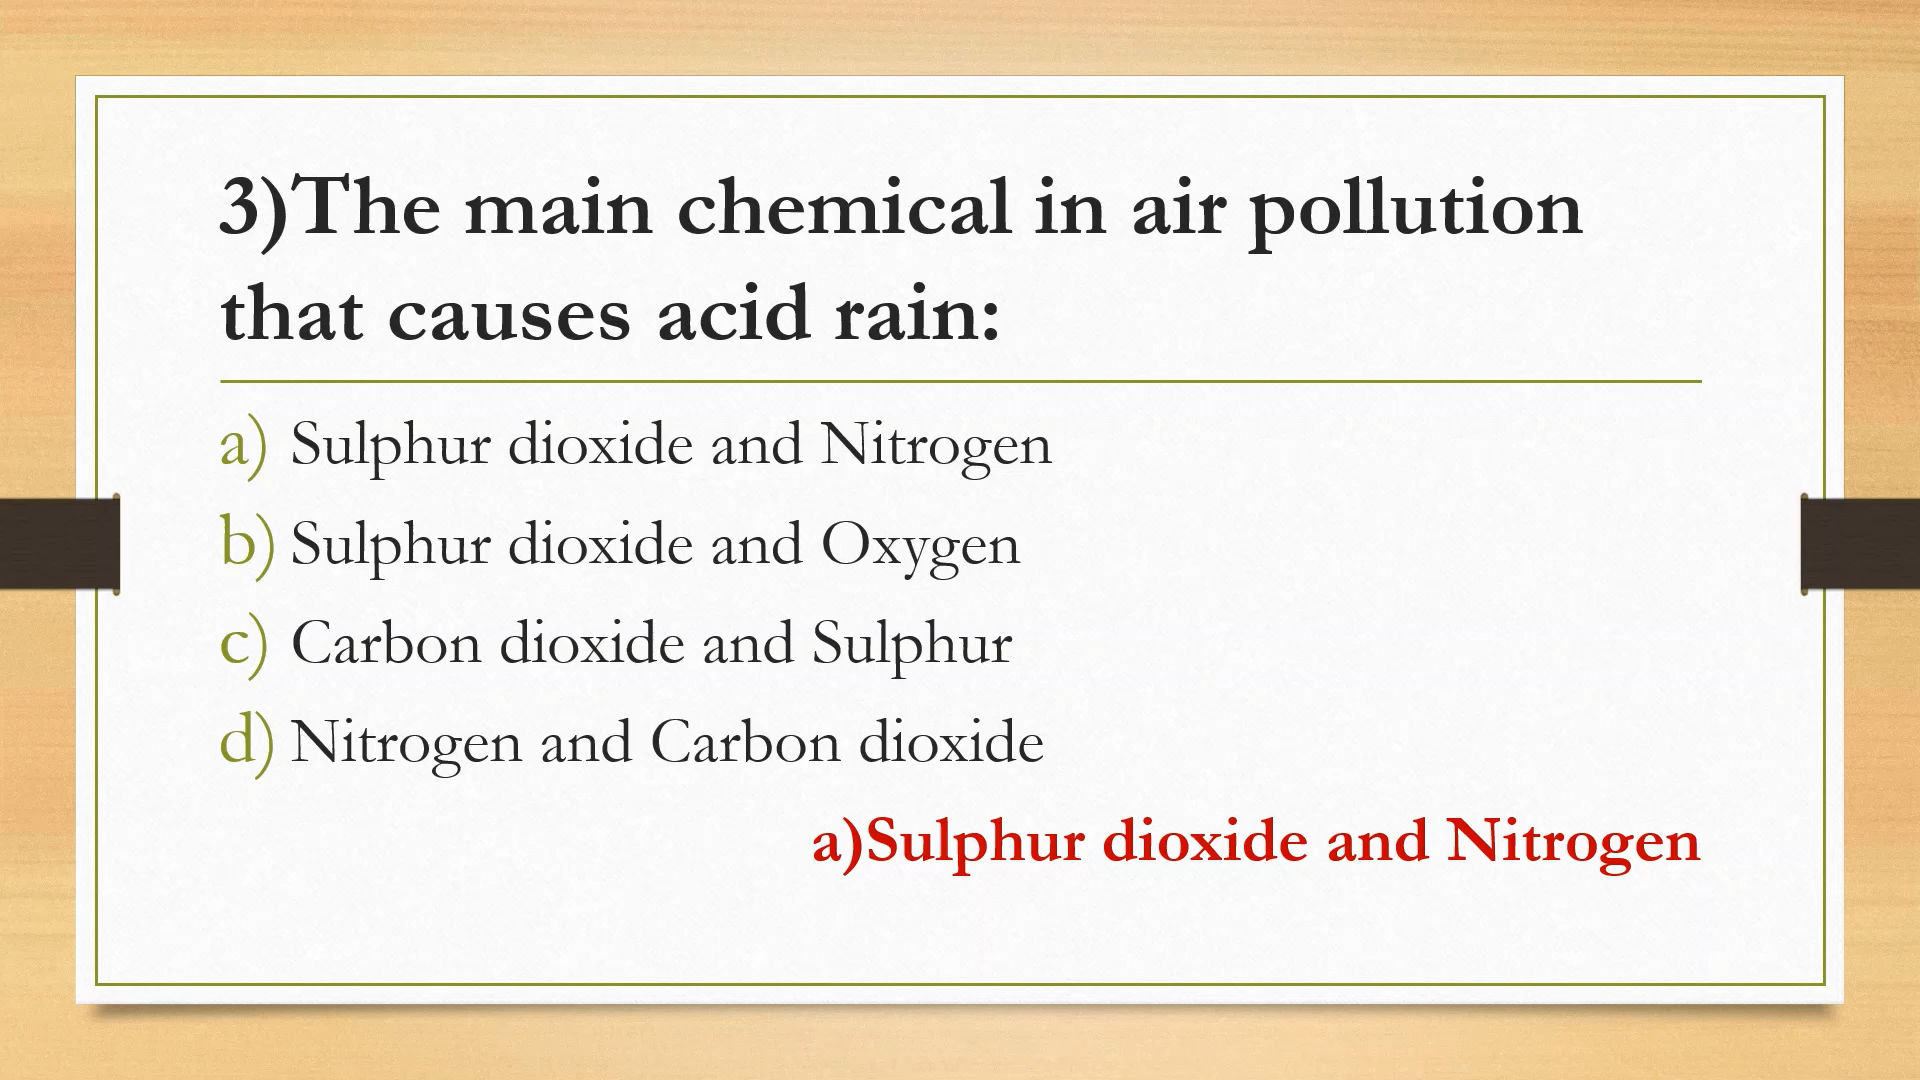 3)The main chemical in air pollution
that causes acid rain:
a) Sulphur dioxide and Nitrogen
b) Sulphur dioxide and Oxygen
c) Carbon dioxide and Sulphur
d) Nitrogen and Carbon dioxide
a)Sulphur dioxide and Nitrogen